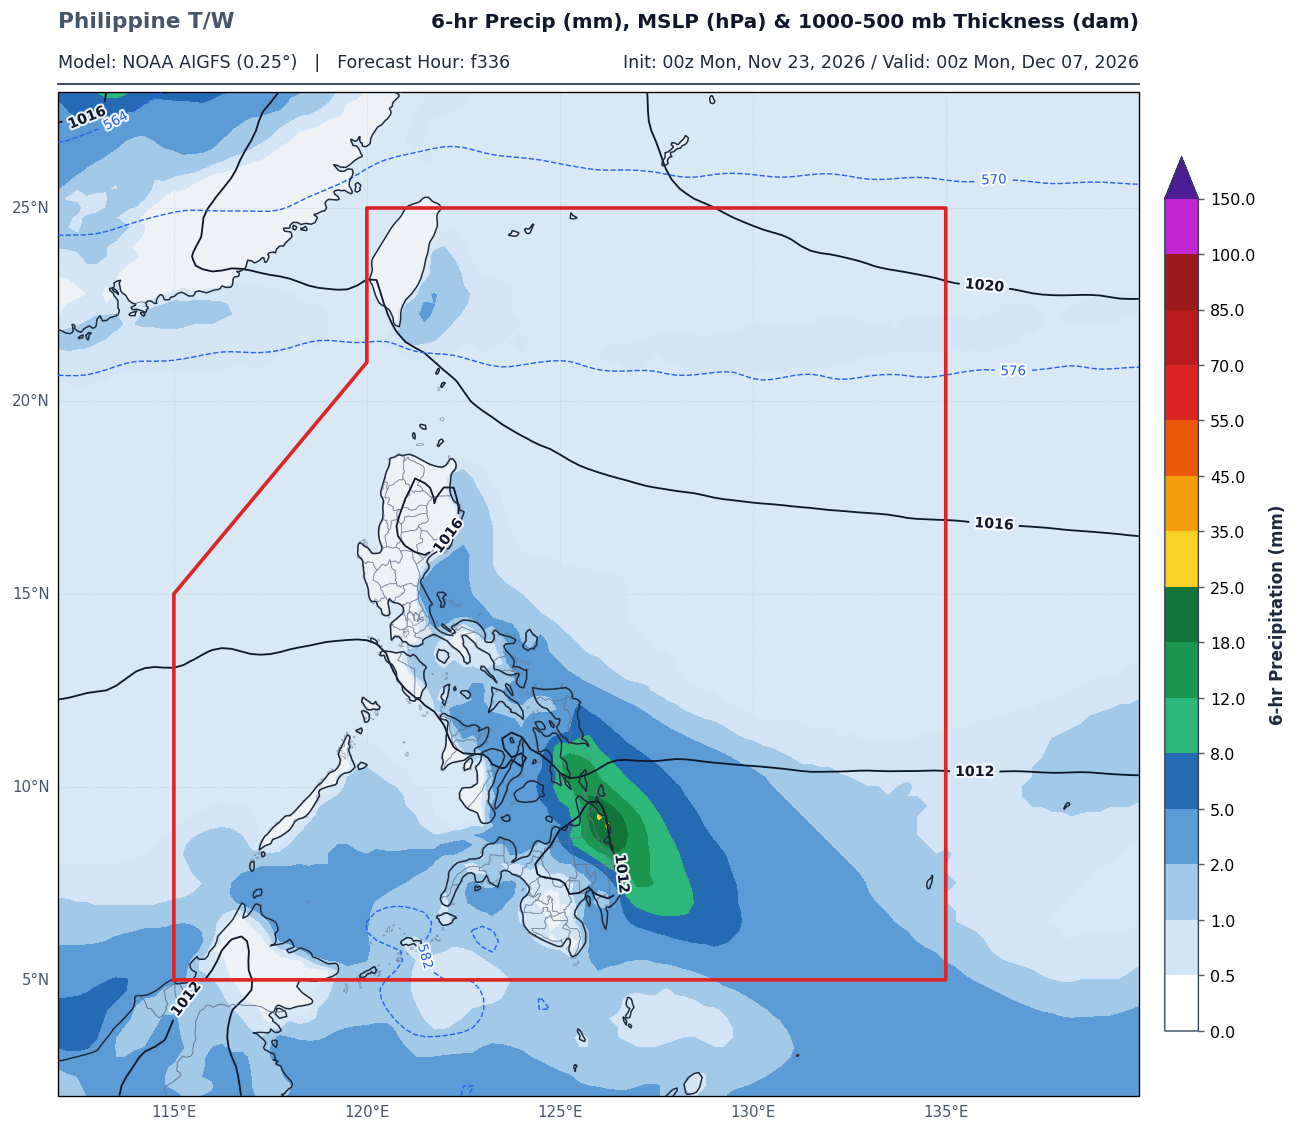 Philippine T/W
6-hr Precip (mm), MSLP (hPa) & 1000-500 mb Thickness (dam)
Model: NOAA AIGFS (0.25°) | Forecast Hour: f336
Init: 00z Mon, Nov 23, 2026 / Valid: 00z Mon, Dec 07, 2026
1016
564
570
25°N
1020
576
20°N
1016
1016
15°N
1012
10°N
1012
582
5°N
1012
115°E
120°E
125°E
130°E
135°E
150.0
100.0
85.0
70.0
55.0
45.0
35.0
25.0
18.0
12.0
8.0
5.0
2.0
1.0
0.5
0.0
6-hr Precipitation (mm)